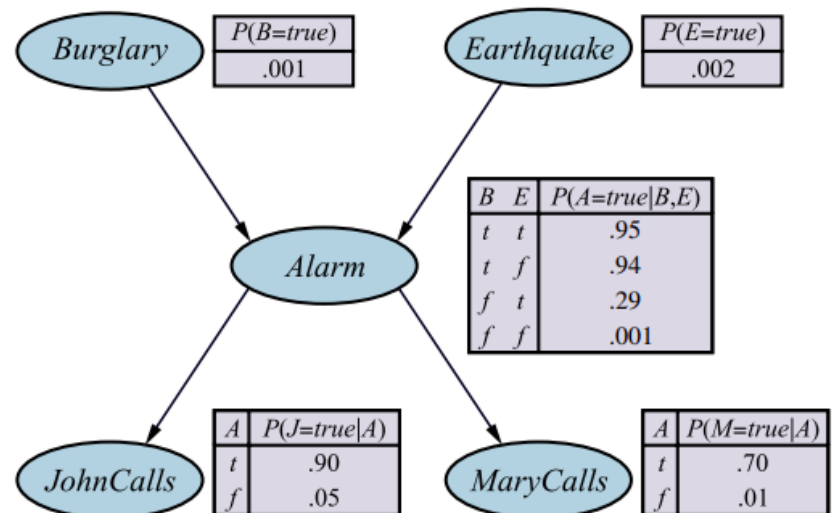 Burglary
P(B=true)
.001
Earthquake
P(E=true)
.002
Alarm
B E P(A=true|B,E)
t t .95
t f .94
f t .29
f f .001
JohnCalls
A P(J=true|A)
t .90
f .05
MaryCalls
A P(M=true|A)
t .70
f .01